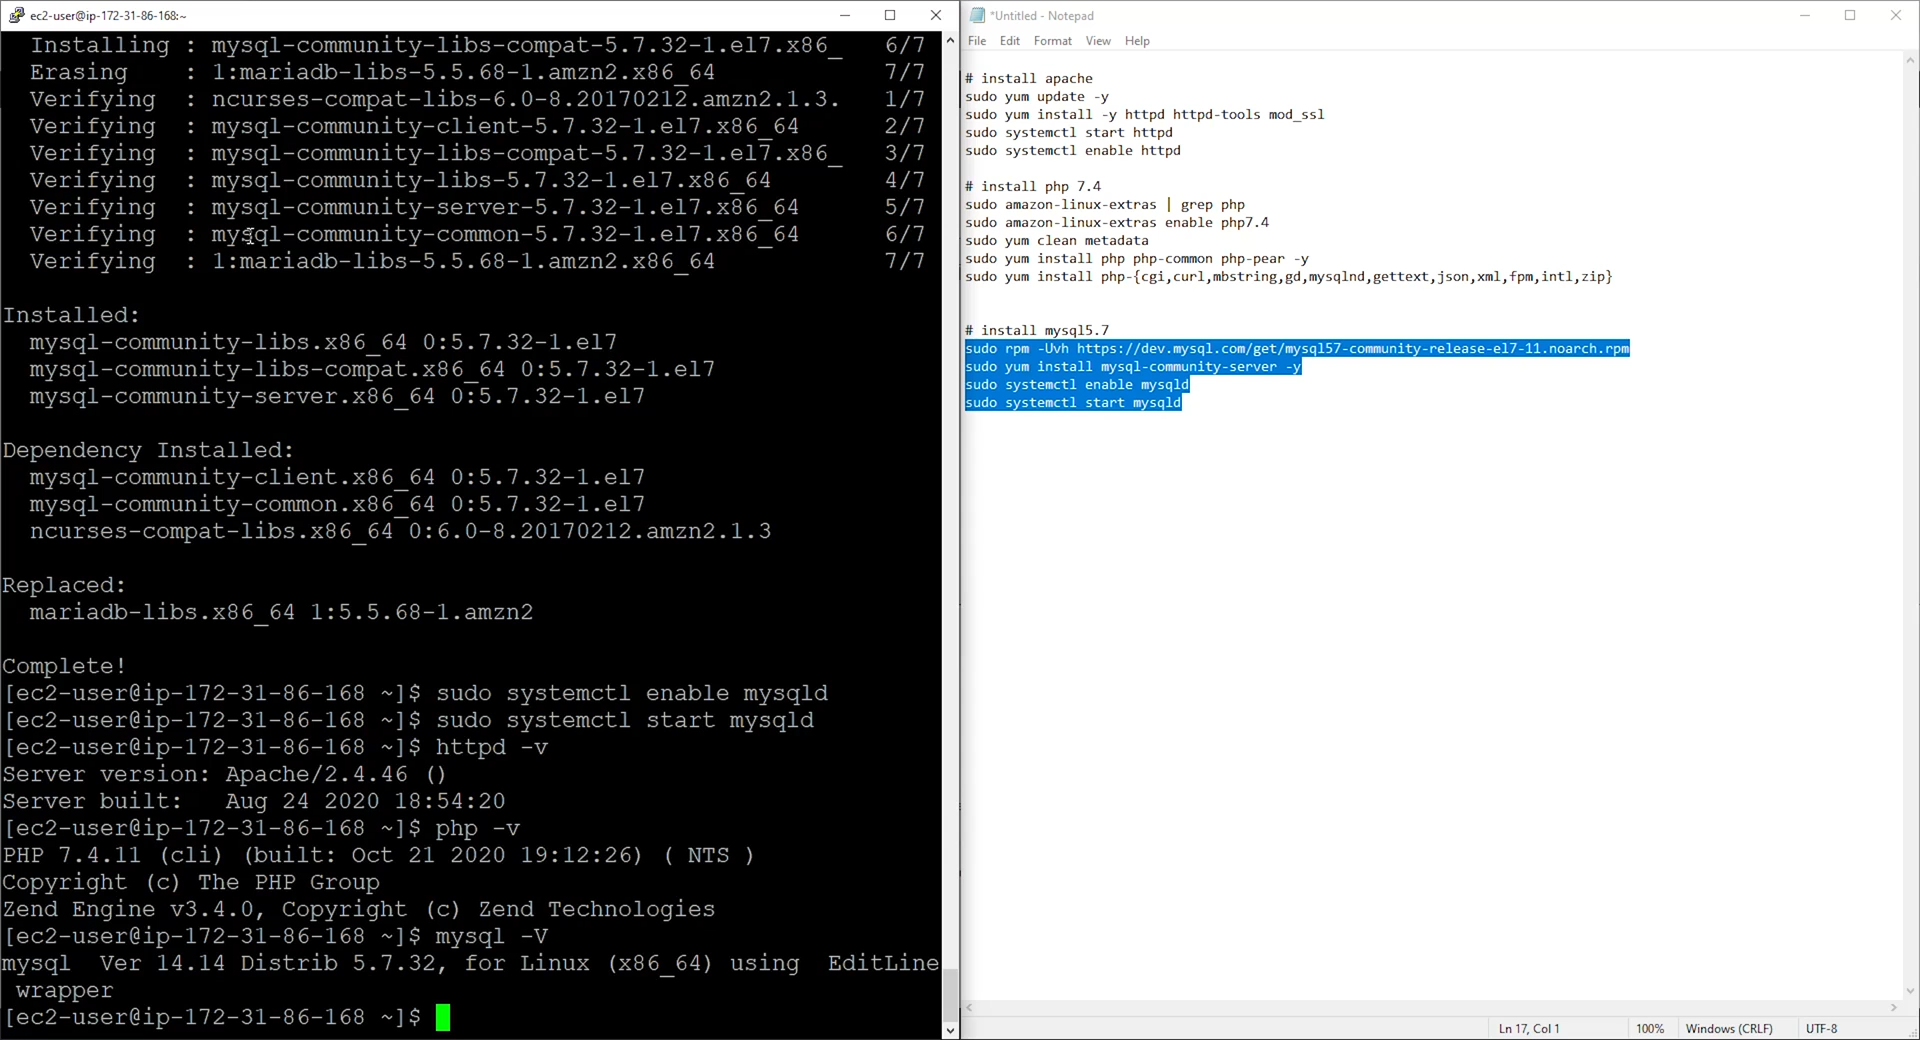 ec2-user@ip-172-31-86-168:~
Installing : mysql-community-libs-compat-5.7.32-1.el7.x86_ 6/7
Erasing : 1:mariadb-libs-5.5.68-1.amzn2.x86_64 7/7
Verifying : ncurses-compat-libs-6.0-8.20170212.amzn2.1.3. 1/7
Verifying : mysql-community-client-5.7.32-1.el7.x86_64 2/7
Verifying : mysql-community-libs-compat-5.7.32-1.el7.x86_ 3/7
Verifying : mysql-community-libs-5.7.32-1.el7.x86_64 4/7
Verifying : mysql-community-server-5.7.32-1.el7.x86_64 5/7
Verifying : mysql-community-common-5.7.32-1.el7.x86_64 6/7
Verifying : 1:mariadb-libs-5.5.68-1.amzn2.x86_64 7/7
Installed:
mysql-community-libs.x86_64 0:5.7.32-1.el7
mysql-community-libs-compat.x86_64 0:5.7.32-1.el7
mysql-community-server.x86_64 0:5.7.32-1.el7
Dependency Installed:
mysql-community-client.x86_64 0:5.7.32-1.el7
mysql-community-common.x86_64 0:5.7.32-1.el7
ncurses-compat-libs.x86_64 0:6.0-8.20170212.amzn2.1.3
Replaced:
mariadb-libs.x86_64 1:5.5.68-1.amzn2
Complete!
[ec2-user@ip-172-31-86-168 ~]$ sudo systemctl enable mysqld
[ec2-user@ip-172-31-86-168 ~]$ sudo systemctl start mysqld
[ec2-user@ip-172-31-86-168 ~]$ httpd -v
Server version: Apache/2.4.46 ()
Server built: Aug 24 2020 18:54:20
[ec2-user@ip-172-31-86-168 ~]$ php -v
PHP 7.4.11 (cli) (built: Oct 21 2020 19:12:26) ( NTS )
Copyright (c) The PHP Group
Zend Engine v3.4.0, Copyright (c) Zend Technologies
[ec2-user@ip-172-31-86-168 ~]$ mysql -V
mysql Ver 14.14 Distrib 5.7.32, for Linux (x86_64) using EditLine
wrapper
[ec2-user@ip-172-31-86-168 ~]$
*Untitled - Notepad
File Edit Format View Help
# install apache
sudo yum update -y
sudo yum install -y httpd httpd-tools mod_ssl
sudo systemctl start httpd
sudo systemctl enable httpd
# install php 7.4
sudo amazon-linux-extras | grep php
sudo amazon-linux-extras enable php7.4
sudo yum clean metadata
sudo yum install php php-common php-pear -y
sudo yum install php-{cgi,curl,mbstring,gd,mysqlnd,gettext,json,xml,fpm,intl,zip}
# install mysql5.7
sudo rpm -Uvh https://dev.mysql.com/get/mysql57-community-release-el7-11.noarch.rpm
sudo yum install mysql-community-server -y
sudo systemctl enable mysqld
sudo systemctl start mysqld
Ln 17, Col 1 100% Windows (CRLF) UTF-8